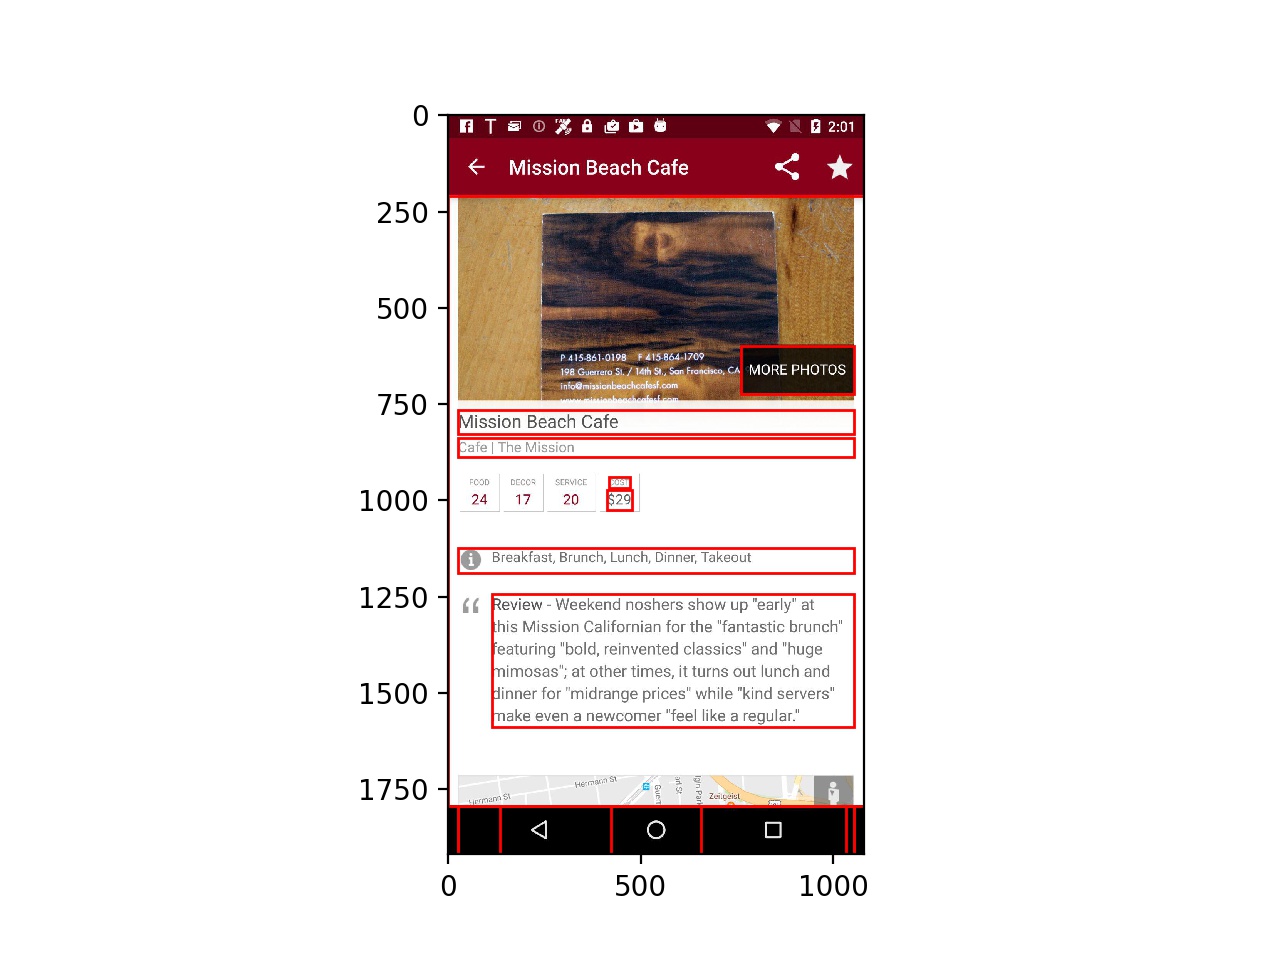 0
250
500
750
1000
1250
1500
1750
0
500
1000
2:01
Mission Beach Cafe
P 415-861-0198 F 415-864-1709
198 Guerrero St. / 14th St., San Francisco, CA
info@missionbeachcafesf.com
www.missionbeachcafesf.com
MORE PHOTOS
Mission Beach Cafe
Cafe | The Mission
FOOD DECOR SERVICE COST
24 17 20 $29
Breakfast, Brunch, Lunch, Dinner, Takeout
Review - Weekend noshers show up "early" at
this Mission Californian for the "fantastic brunch"
featuring "bold, reinvented classics" and "huge
mimosas"; at other times, it turns out lunch and
dinner for "midrange prices" while "kind servers"
make even a newcomer "feel like a regular."
Hermann St
Hermann St
Zeitgeist